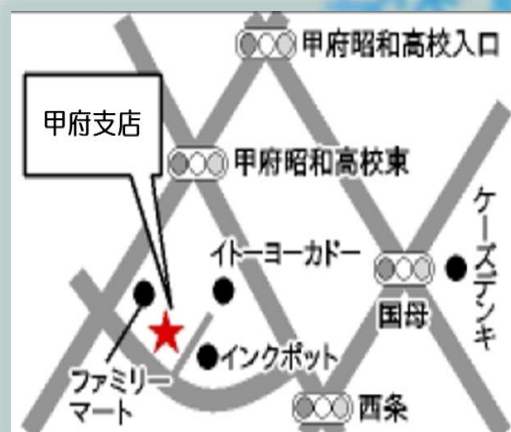 甲府昭和高校入口
甲府支店
甲府昭和高校東
ケーズデンキ
イトーヨーカドー
国母
インクポット
ファミリー
マート
西条